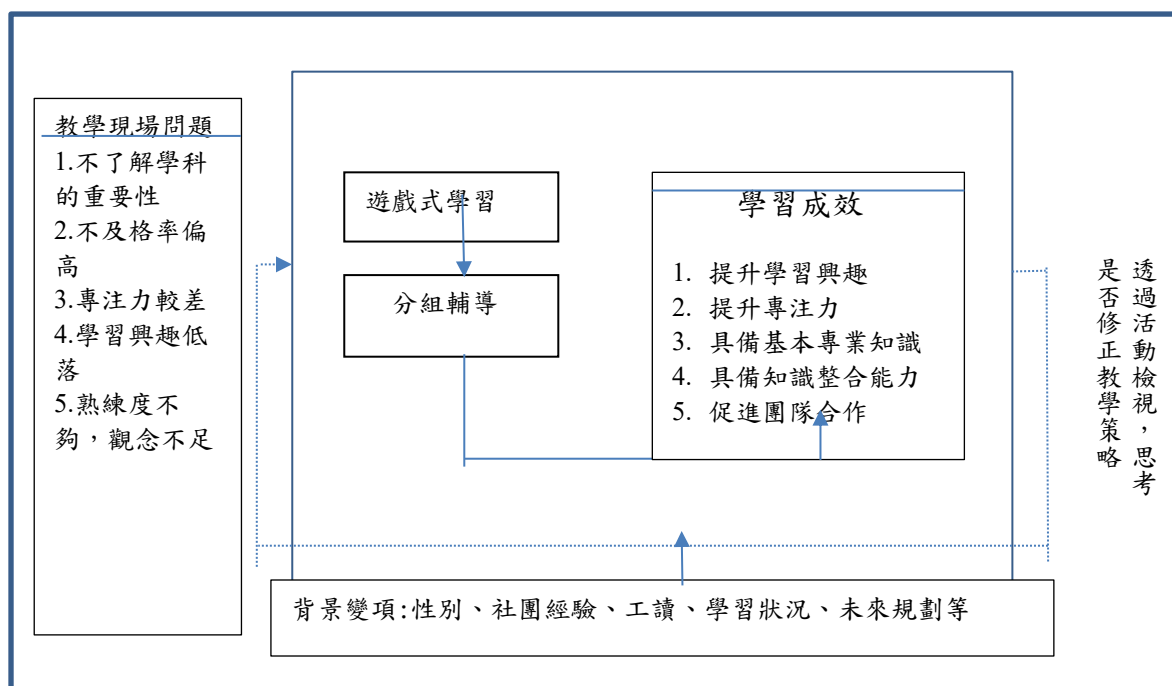 教學現場問題
1.不了解學科
的重要性
2.不及格率偏
高
3.專注力較差
4.學習興趣低
落
5.熟練度不
夠，觀念不足
遊戲式學習
分組輔導
學習成效
1. 提升學習興趣
2. 提升專注力
3. 具備基本專業知識
4. 具備知識整合能力
5. 促進團隊合作
透過活動檢視，思考
是否修正教學策略
背景變項:性別、社團經驗、工讀、學習狀況、未來規劃等